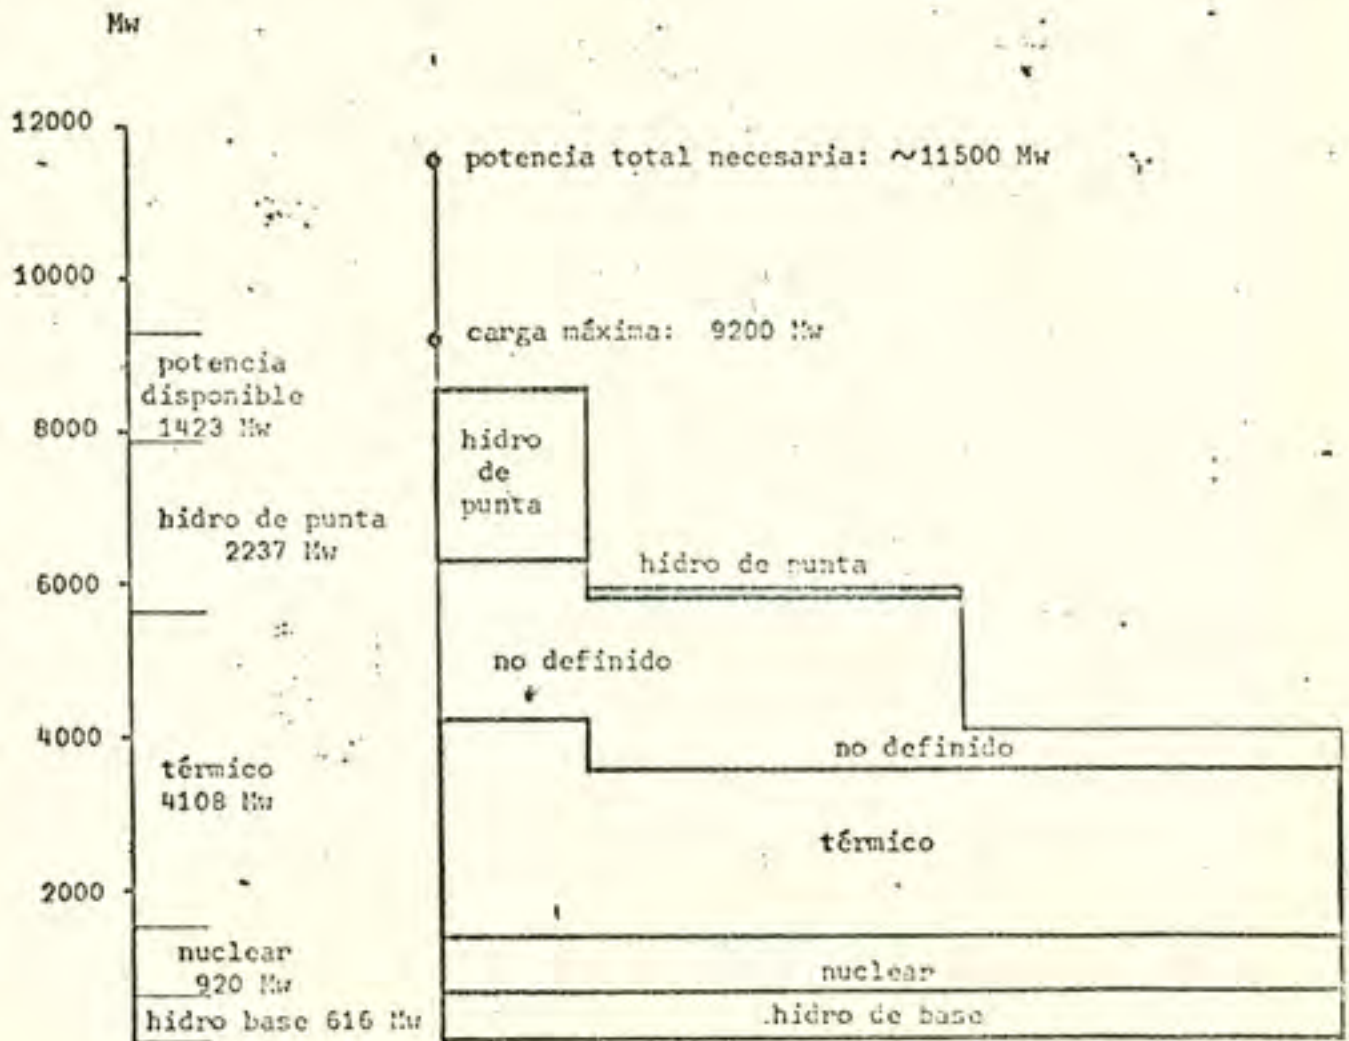 Mw
12000
potencia total necesaria: ~11500 Mw
10000
carga máxima: 9200 Mw
potencia
disponible
1423 Mw
8000
hidro
de
punta
hidro de punta
2237 Mw
hidro de punta
6000
no definido
4000
no definido
térmico
4108 Mw
térmico
2000
nuclear
920 Mw
nuclear
hidro base 616 Mw
hidro de base